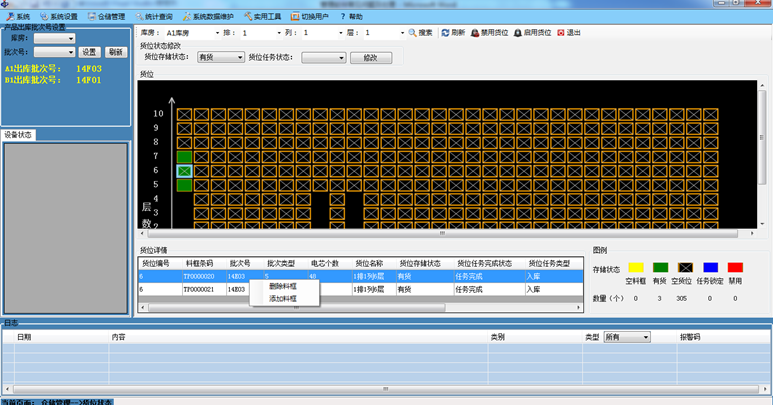 系统 系统设置 仓储管理 统计查询 系统数据维护 实用工具 切换用户 ? 帮助
产品出库批次号设置
库房:
批次号: 设置 刷新
A1出库批次号: 14F03
B1出库批次号: 14F01
设备状态
库房: A1库房 排: 1 列: 1 层: 1 搜索 刷新 禁用货位 启用货位 退出
货位状态修改
货位存储状态: 有货 货位任务状态: 修改
货位
10
9
8
7
6
5
4
3
2
层数
货位详情
货位编号 料框条码 批次号 批次类型 电芯个数 货位名称 货位存储状态 货位任务完成状态 货位任务类型
6 TP0000020 14E03 5 48 1排1列6层 有货 任务完成 入库
6 TP0000021 14E03 1排1列6层 有货 任务完成 入库
删除料框
添加料框
图例
存储状态
空料框 有货 空货位 任务锁定 禁用
数量(个) 0 3 305 0 0
日志
日期 内容 类别 类型 所有 报警码
当前页面: 仓储管理-->货位状态